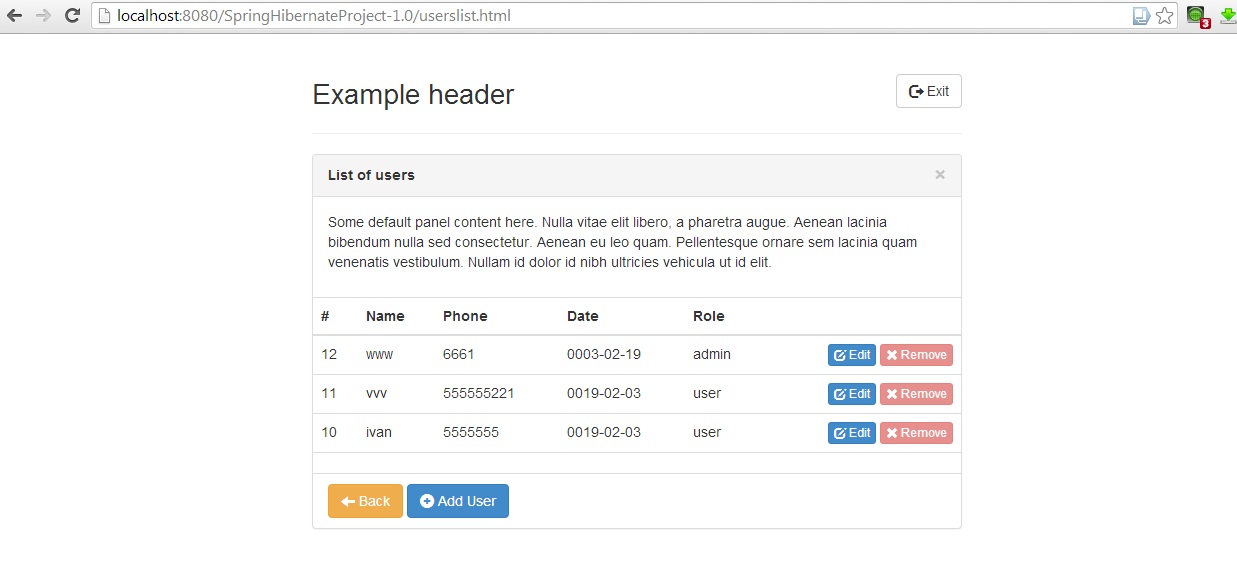 localhost:8080/SpringHibernateProject-1.0/userslist.html
3
Example header
Exit
List of users
×
Some default panel content here. Nulla vitae elit libero, a pharetra augue. Aenean lacinia
bibendum nulla sed consectetur. Aenean eu leo quam. Pellentesque ornare sem lacinia quam
venenatis vestibulum. Nullam id dolor id nibh ultricies vehicula ut id elit.
# Name Phone Date Role
12 www 6661 0003-02-19 admin Edit Remove
11 vvv 555555221 0019-02-03 user Edit Remove
10 ivan 5555555 0019-02-03 user Edit Remove
Back Add User